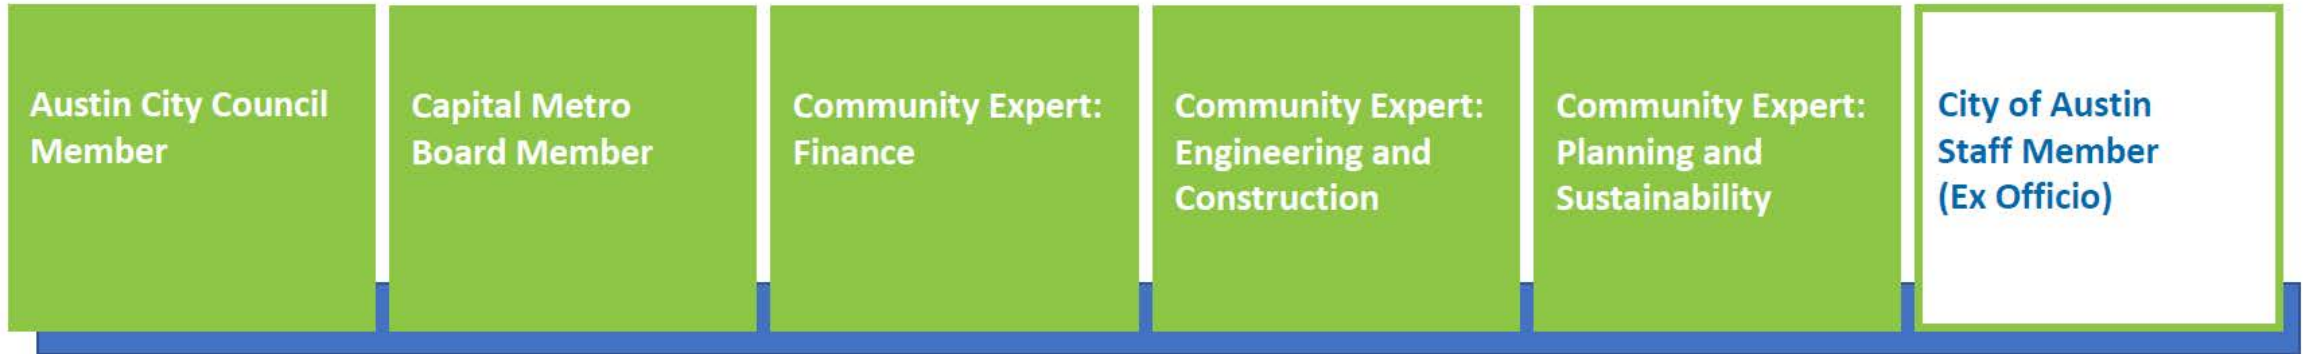 Austin City Council
Member
Capital Metro
Board Member
Community Expert:
Finance
Community Expert:
Engineering and
Construction
Community Expert:
Planning and
Sustainability
City of Austin
Staff Member
(Ex Officio)